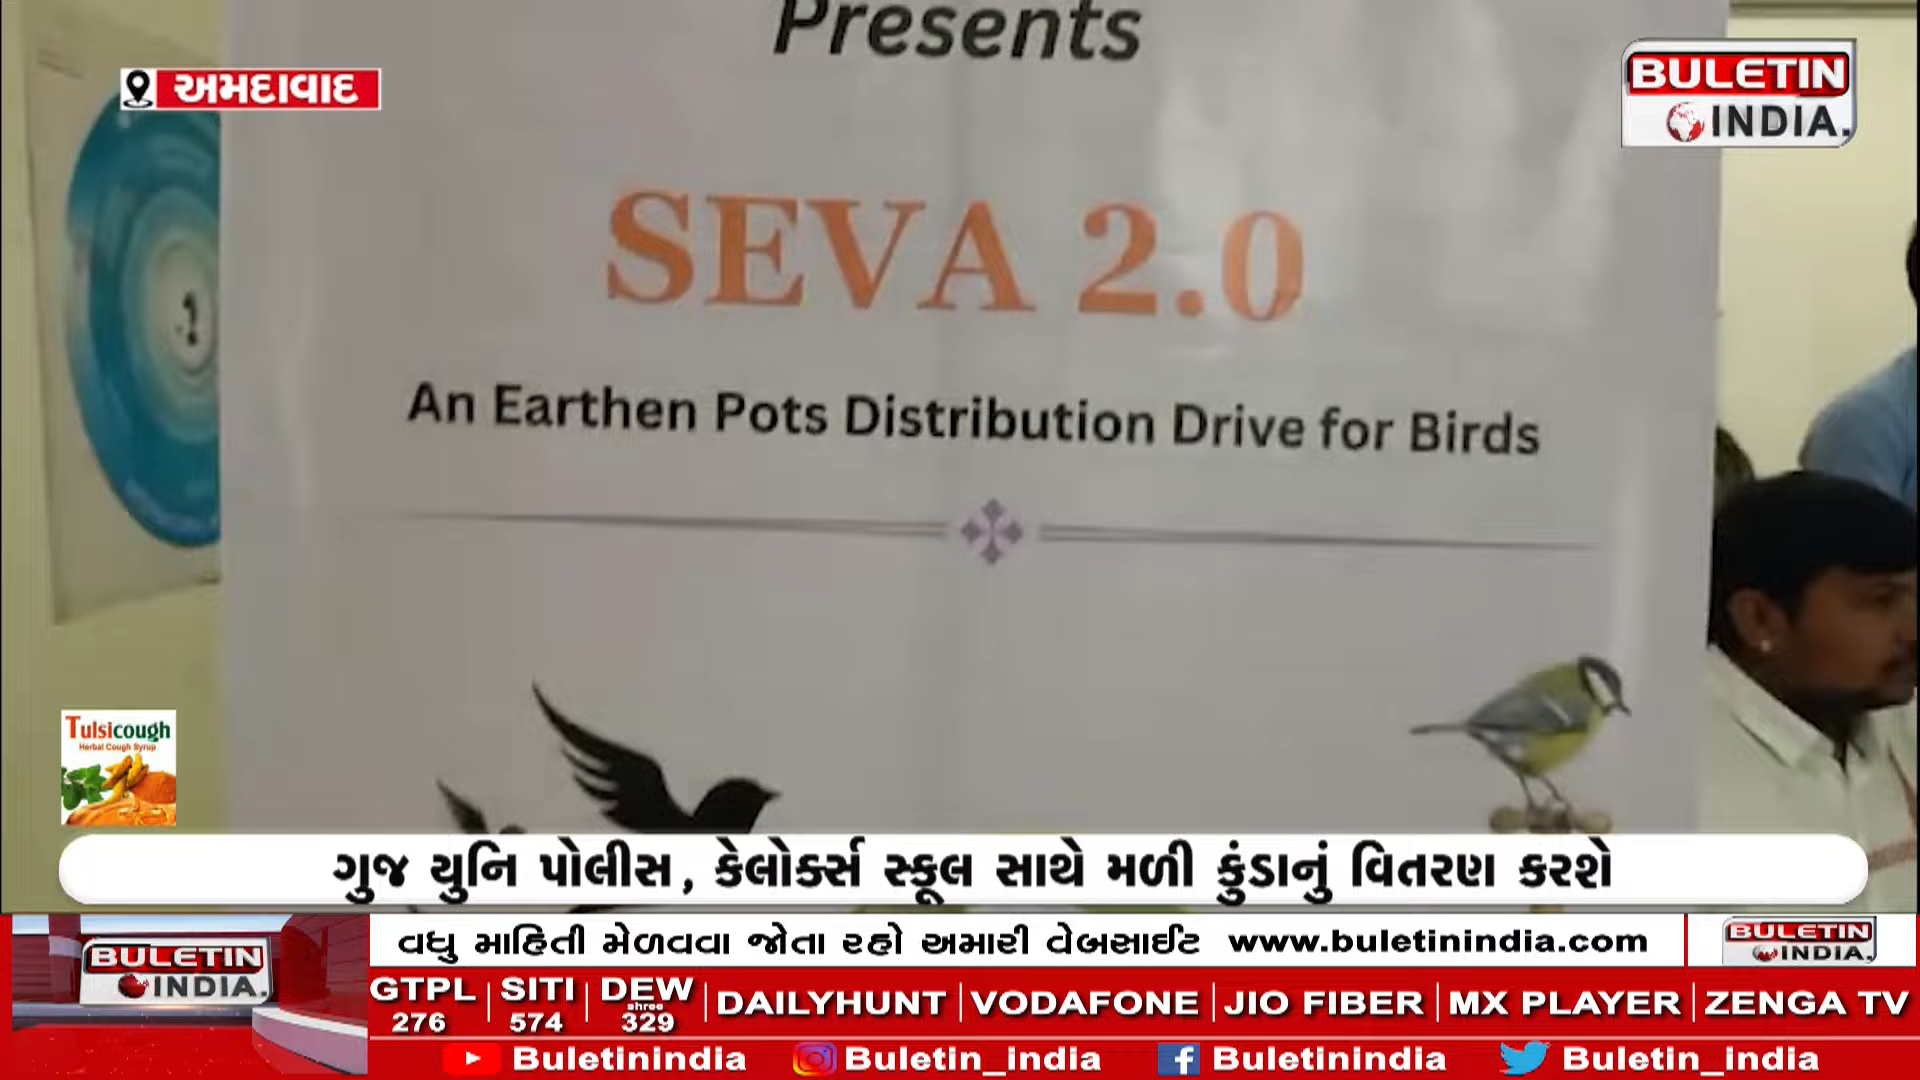 Presents
અમદાવાદ
BULETIN
INDIA.
SEVA 2.0
An Earthen Pots Distribution Drive for Birds
Tulsicough
Herbal Cough Syrup
ગુજ યુનિ પોલીસ, કેલોર્ક્સ સ્કૂલ સાથે મળી કુંડાનું વિતરણ કરશે
BULETIN
INDIA.
વધુ માહિતી મેળવવા જોતા રહો અમારી વેબસાઈટ www.buletinindia.com
BULETIN
INDIA.
GTPL 276 | SITI 574 | DEW shree 329 | DAILYHUNT | VODAFONE | JIO FIBER | MX PLAYER | ZENGA TV
Buletinindia Buletin_india Buletinindia Buletin_india